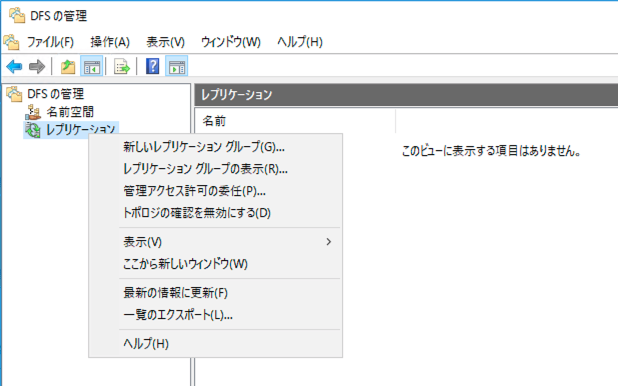 DFS の管理
ファイル(F) 操作(A) 表示(V) ウィンドウ(W) ヘルプ(H)
DFS の管理
名前空間
レプリケーション
レプリケーション
名前
このビューに表示する項目はありません。
新しいレプリケーション グループ(G)...
レプリケーション グループの表示(R)...
管理アクセス許可の委任(P)...
トポロジの確認を無効にする(D)
表示(V)
ここから新しいウィンドウ(W)
最新の情報に更新(F)
一覧のエクスポート(L)...
ヘルプ(H)